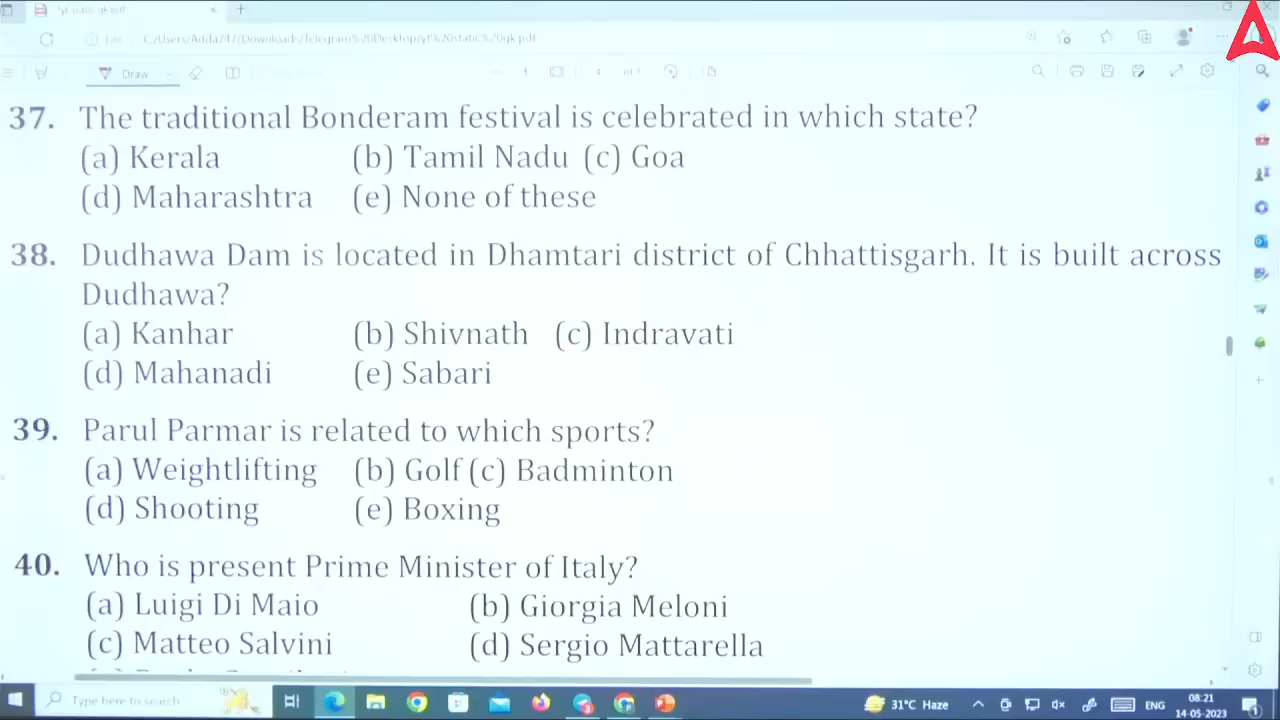 C:/Users/Adda247/Downloads/Telegram%20Desktop/yt%20static%20gk.pdf
Draw
37. The traditional Bonderam festival is celebrated in which state?
(a) Kerala (b) Tamil Nadu (c) Goa
(d) Maharashtra (e) None of these
38. Dudhawa Dam is located in Dhamtari district of Chhattisgarh. It is built across
Dudhawa?
(a) Kanhar (b) Shivnath (c) Indravati
(d) Mahanadi (e) Sabari
39. Parul Parmar is related to which sports?
(a) Weightlifting (b) Golf (c) Badminton
(d) Shooting (e) Boxing
40. Who is present Prime Minister of Italy?
(a) Luigi Di Maio (b) Giorgia Meloni
(c) Matteo Salvini (d) Sergio Mattarella
Type here to search
31°C Haze
ENG
08:21
14-05-2023